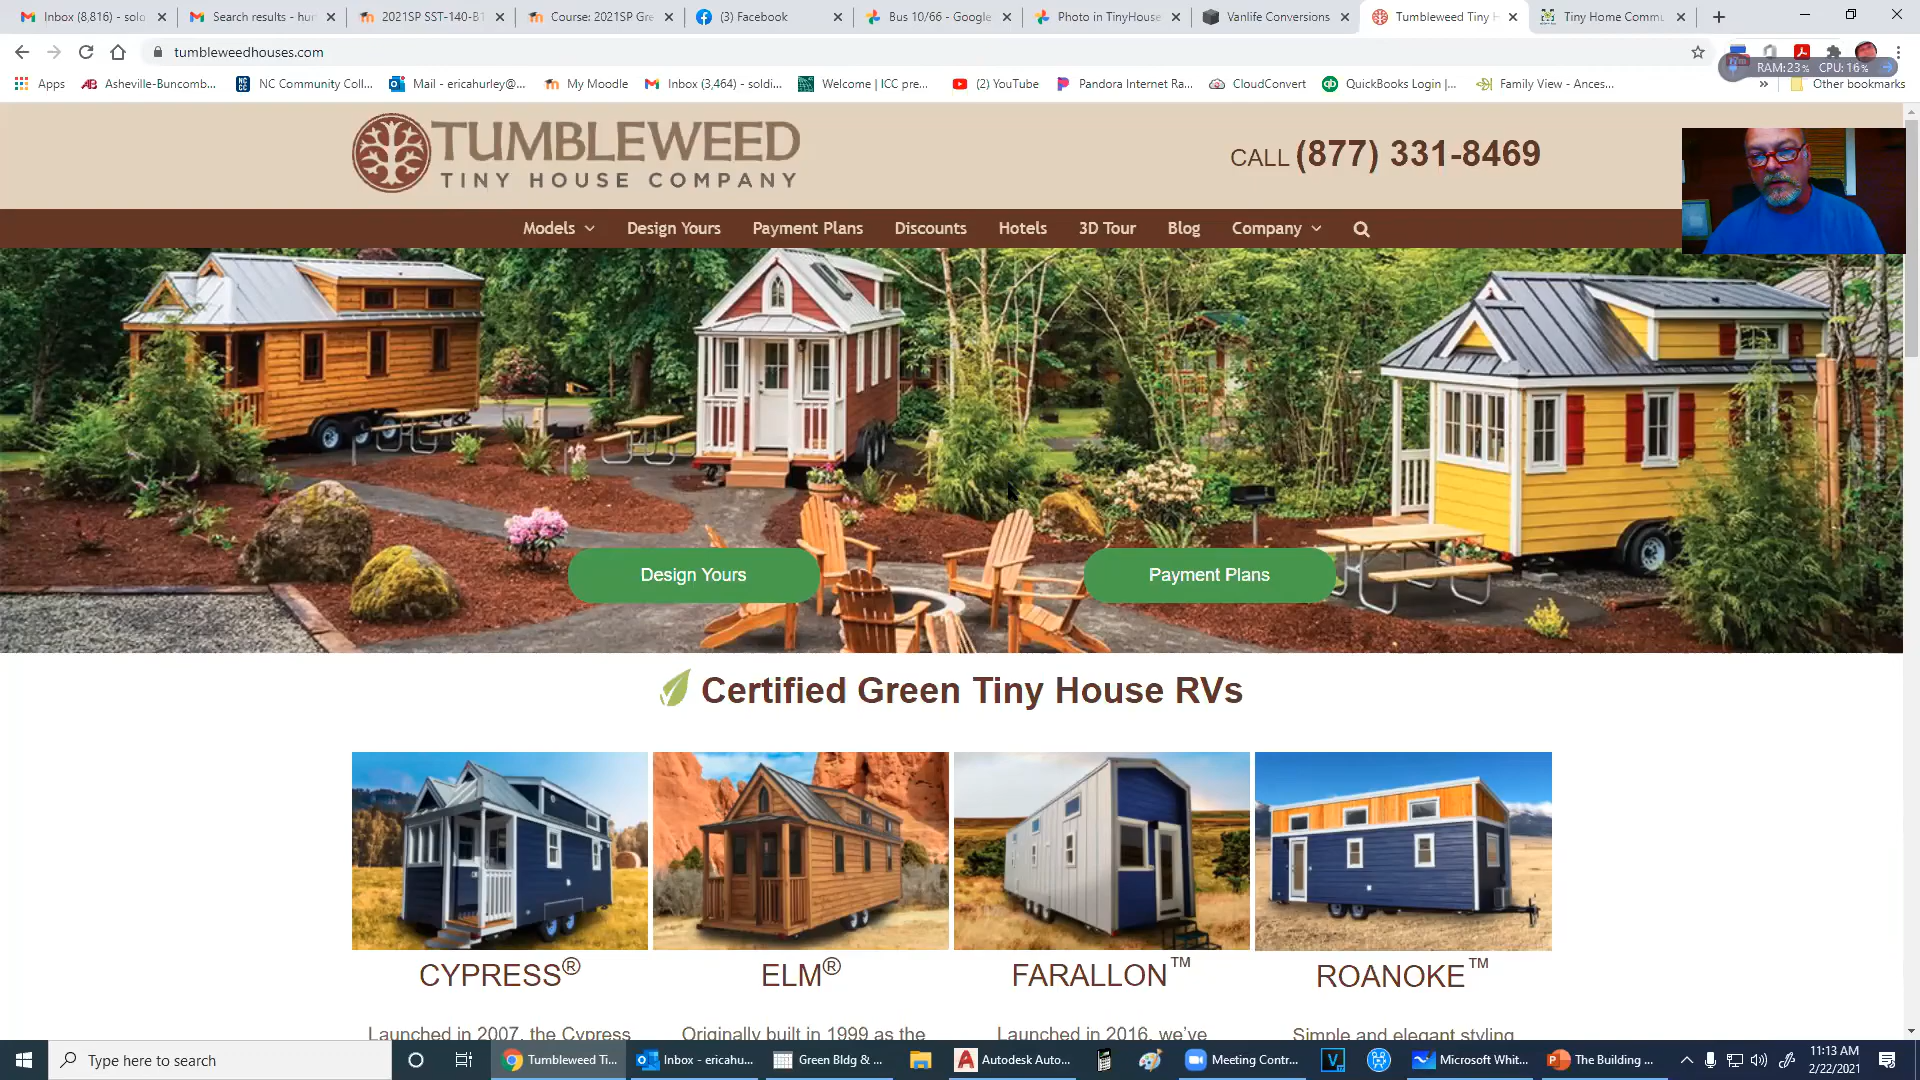 Inbox (8,816) - solo
Search results - hur
2021SP SST-140-B1
Course: 2021SP Gre
(3) Facebook
Bus 10/66 - Google
Photo in TinyHouse
Vanlife Conversions
Tumbleweed Tiny H
Tiny Home Commu
tumbleweedhouses.com
RAM:23% CPU:16%
Apps
Asheville-Buncomb...
NC Community Coll...
Mail - ericahurley@...
My Moodle
Inbox (3,464) - soldi...
Welcome | ICC pre...
(2) YouTube
Pandora Internet Ra...
CloudConvert
QuickBooks Login |...
Family View - Ances...
Other bookmarks
TUMBLEWEED
TINY HOUSE COMPANY
CALL (877) 331-8469
Models
Design Yours
Payment Plans
Discounts
Hotels
3D Tour
Blog
Company
Design Yours
Payment Plans
Certified Green Tiny House RVs
CYPRESS®
ELM®
FARALLON™
ROANOKE™
Launched in 2007, the Cypress
Originally built in 1999 as the
Launched in 2016, we've
Simple and elegant styling
Type here to search
Tumbleweed Ti...
Inbox - ericahu...
Green Bldg & ...
Autodesk Auto...
Meeting Contr...
Microsoft Whit...
The Building ...
11:13 AM
2/22/2021